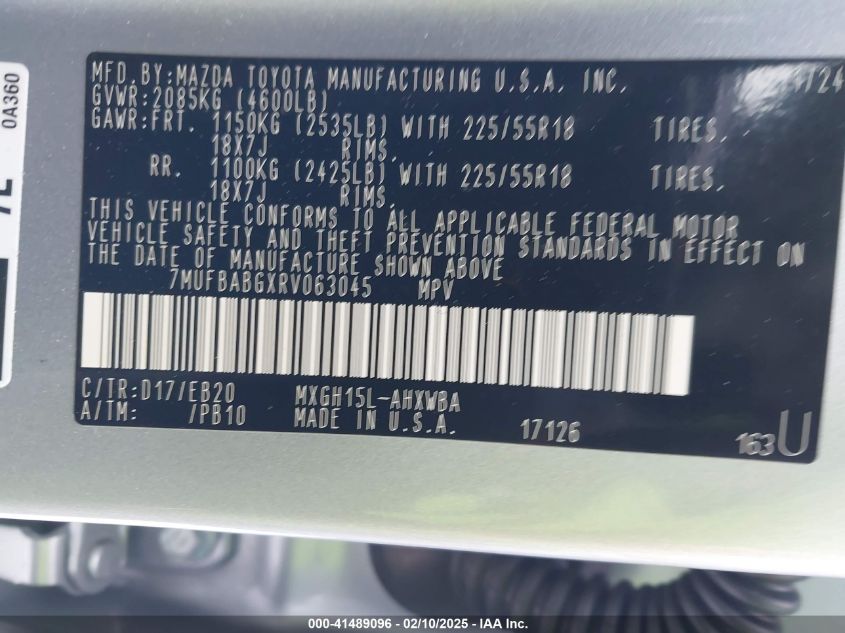 MFD.BY:MAZDA TOYOTA MANUFACTURING U.S.A. INC. /24
GVWR:2085KG (4600LB)
GAWR:FRT. 1150KG (2535LB) WITH 225/55R18 TIRES.
18X7J RIMS.
RR. 1100KG (2425LB) WITH 225/55R18 TIRES.
18X7J RIMS.
THIS VEHICLE CONFORMS TO ALL APPLICABLE FEDERAL MOTOR
VEHICLE SAFETY AND THEFT PREVENTION STANDARDS IN EFFECT ON
THE DATE OF MANUFACTURE SHOWN ABOVE
7MUFBABGXRV063045 MPV
C/TR:D17/EB20 MXGH15L-AHXWBA
A/TM: /PB10 MADE IN U.S.A. 17126 163U
0A360
000-41489096 - 02/10/2025 - IAA Inc.